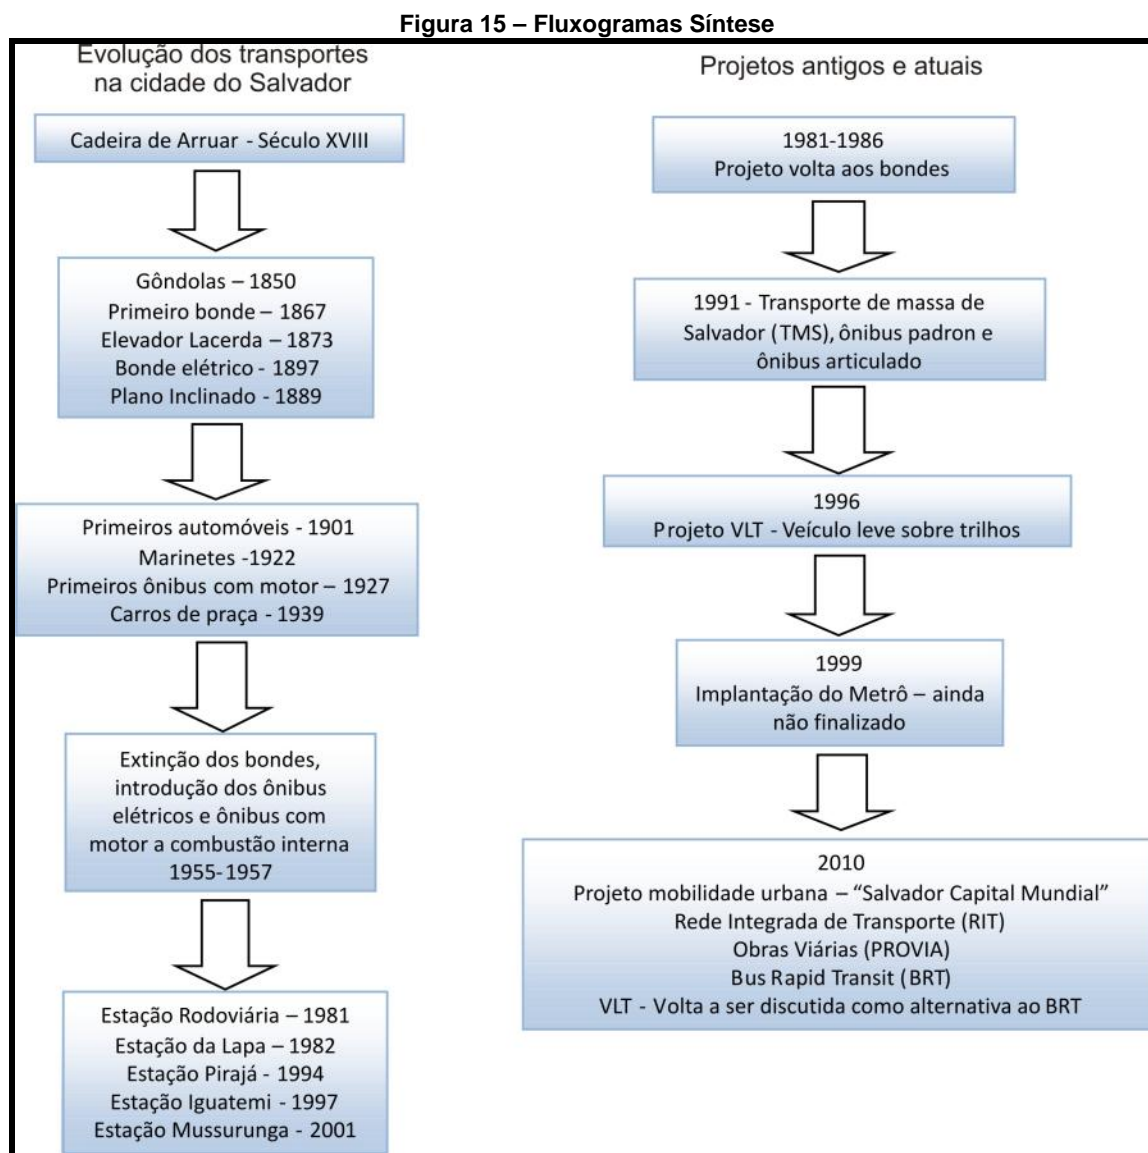 Figura 15 – Fluxogramas Síntese
Evolução dos transportes
na cidade do Salvador
Cadeira de Arruar - Século XVIII
Gôndolas – 1850
Primeiro bonde – 1867
Elevador Lacerda – 1873
Bonde elétrico - 1897
Plano Inclinado - 1889
Primeiros automóveis - 1901
Marinetes -1922
Primeiros ônibus com motor – 1927
Carros de praça - 1939
Extinção dos bondes,
introdução dos ônibus
elétricos e ônibus com
motor a combustão interna
1955-1957
Estação Rodoviária – 1981
Estação da Lapa – 1982
Estação Pirajá - 1994
Estação Iguatemi - 1997
Estação Mussurunga - 2001
Projetos antigos e atuais
1981-1986
Projeto volta aos bondes
1991 - Transporte de massa de
Salvador (TMS), ônibus padron e
ônibus articulado
1996
Projeto VLT - Veículo leve sobre trilhos
1999
Implantação do Metrô – ainda
não finalizado
2010
Projeto mobilidade urbana – “Salvador Capital Mundial”
Rede Integrada de Transporte (RIT)
Obras Viárias (PROVIA)
Bus Rapid Transit (BRT)
VLT - Volta a ser discutida como alternativa ao BRT